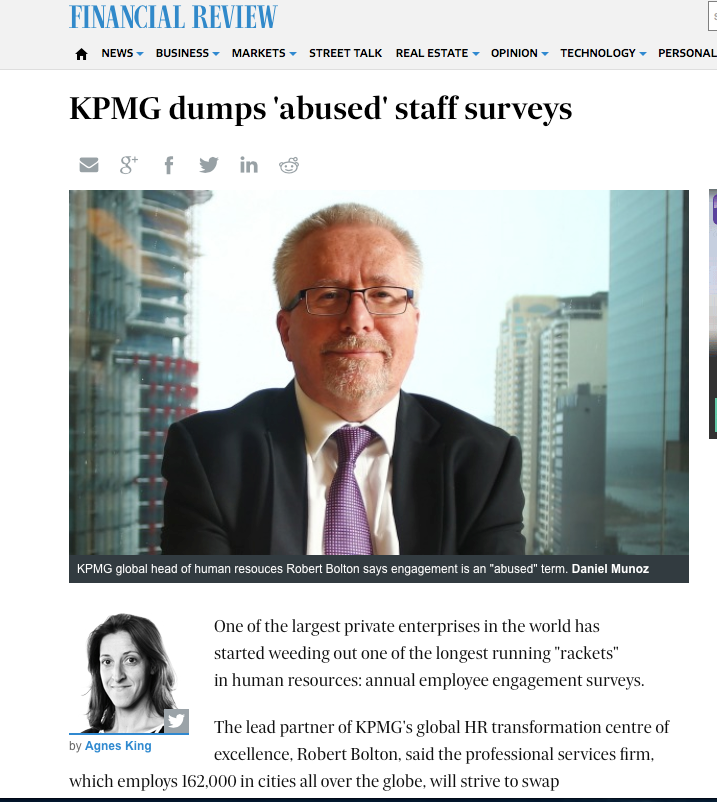 FINANCIAL REVIEW
NEWS BUSINESS MARKETS STREET TALK REAL ESTATE OPINION TECHNOLOGY PERSONAL
KPMG dumps 'abused' staff surveys
KPMG global head of human resouces Robert Bolton says engagement is an "abused" term. Daniel Munoz
One of the largest private enterprises in the world has
started weeding out one of the longest running "rackets"
in human resources: annual employee engagement surveys.
The lead partner of KPMG's global HR transformation centre of
by Agnes King
excellence, Robert Bolton, said the professional services firm,
which employs 162,000 in cities all over the globe, will strive to swap